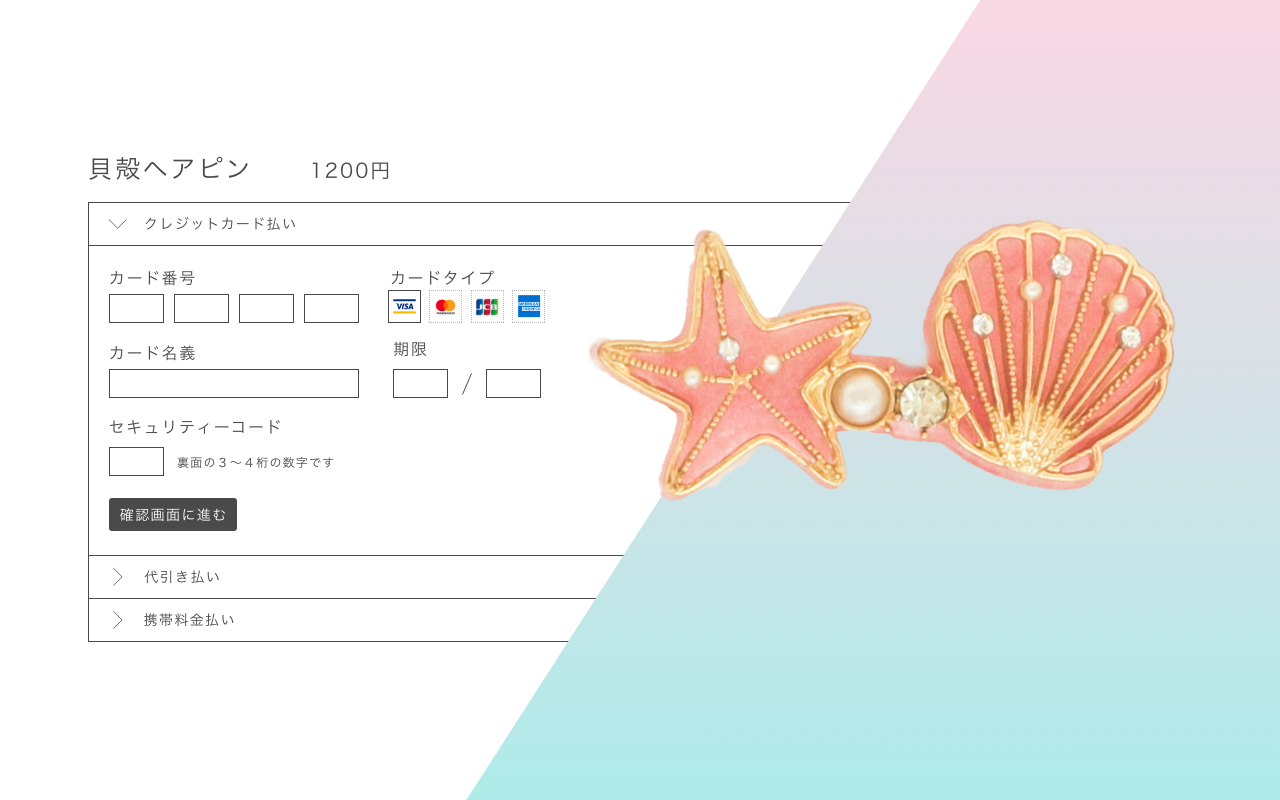 貝殻ヘアピン 1200円
クレジットカード払い
カード番号 カードタイプ
VISA mastercard JCB AMERICAN EXPRESS
カード名義 期限
/
セキュリティーコード
裏面の３〜４桁の数字です
確認画面に進む
代引き払い
携帯料金払い